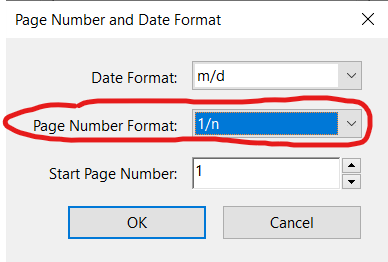 Page Number and Date Format
Date Format: m/d
Page Number Format: 1/n
Start Page Number: 1
OK Cancel